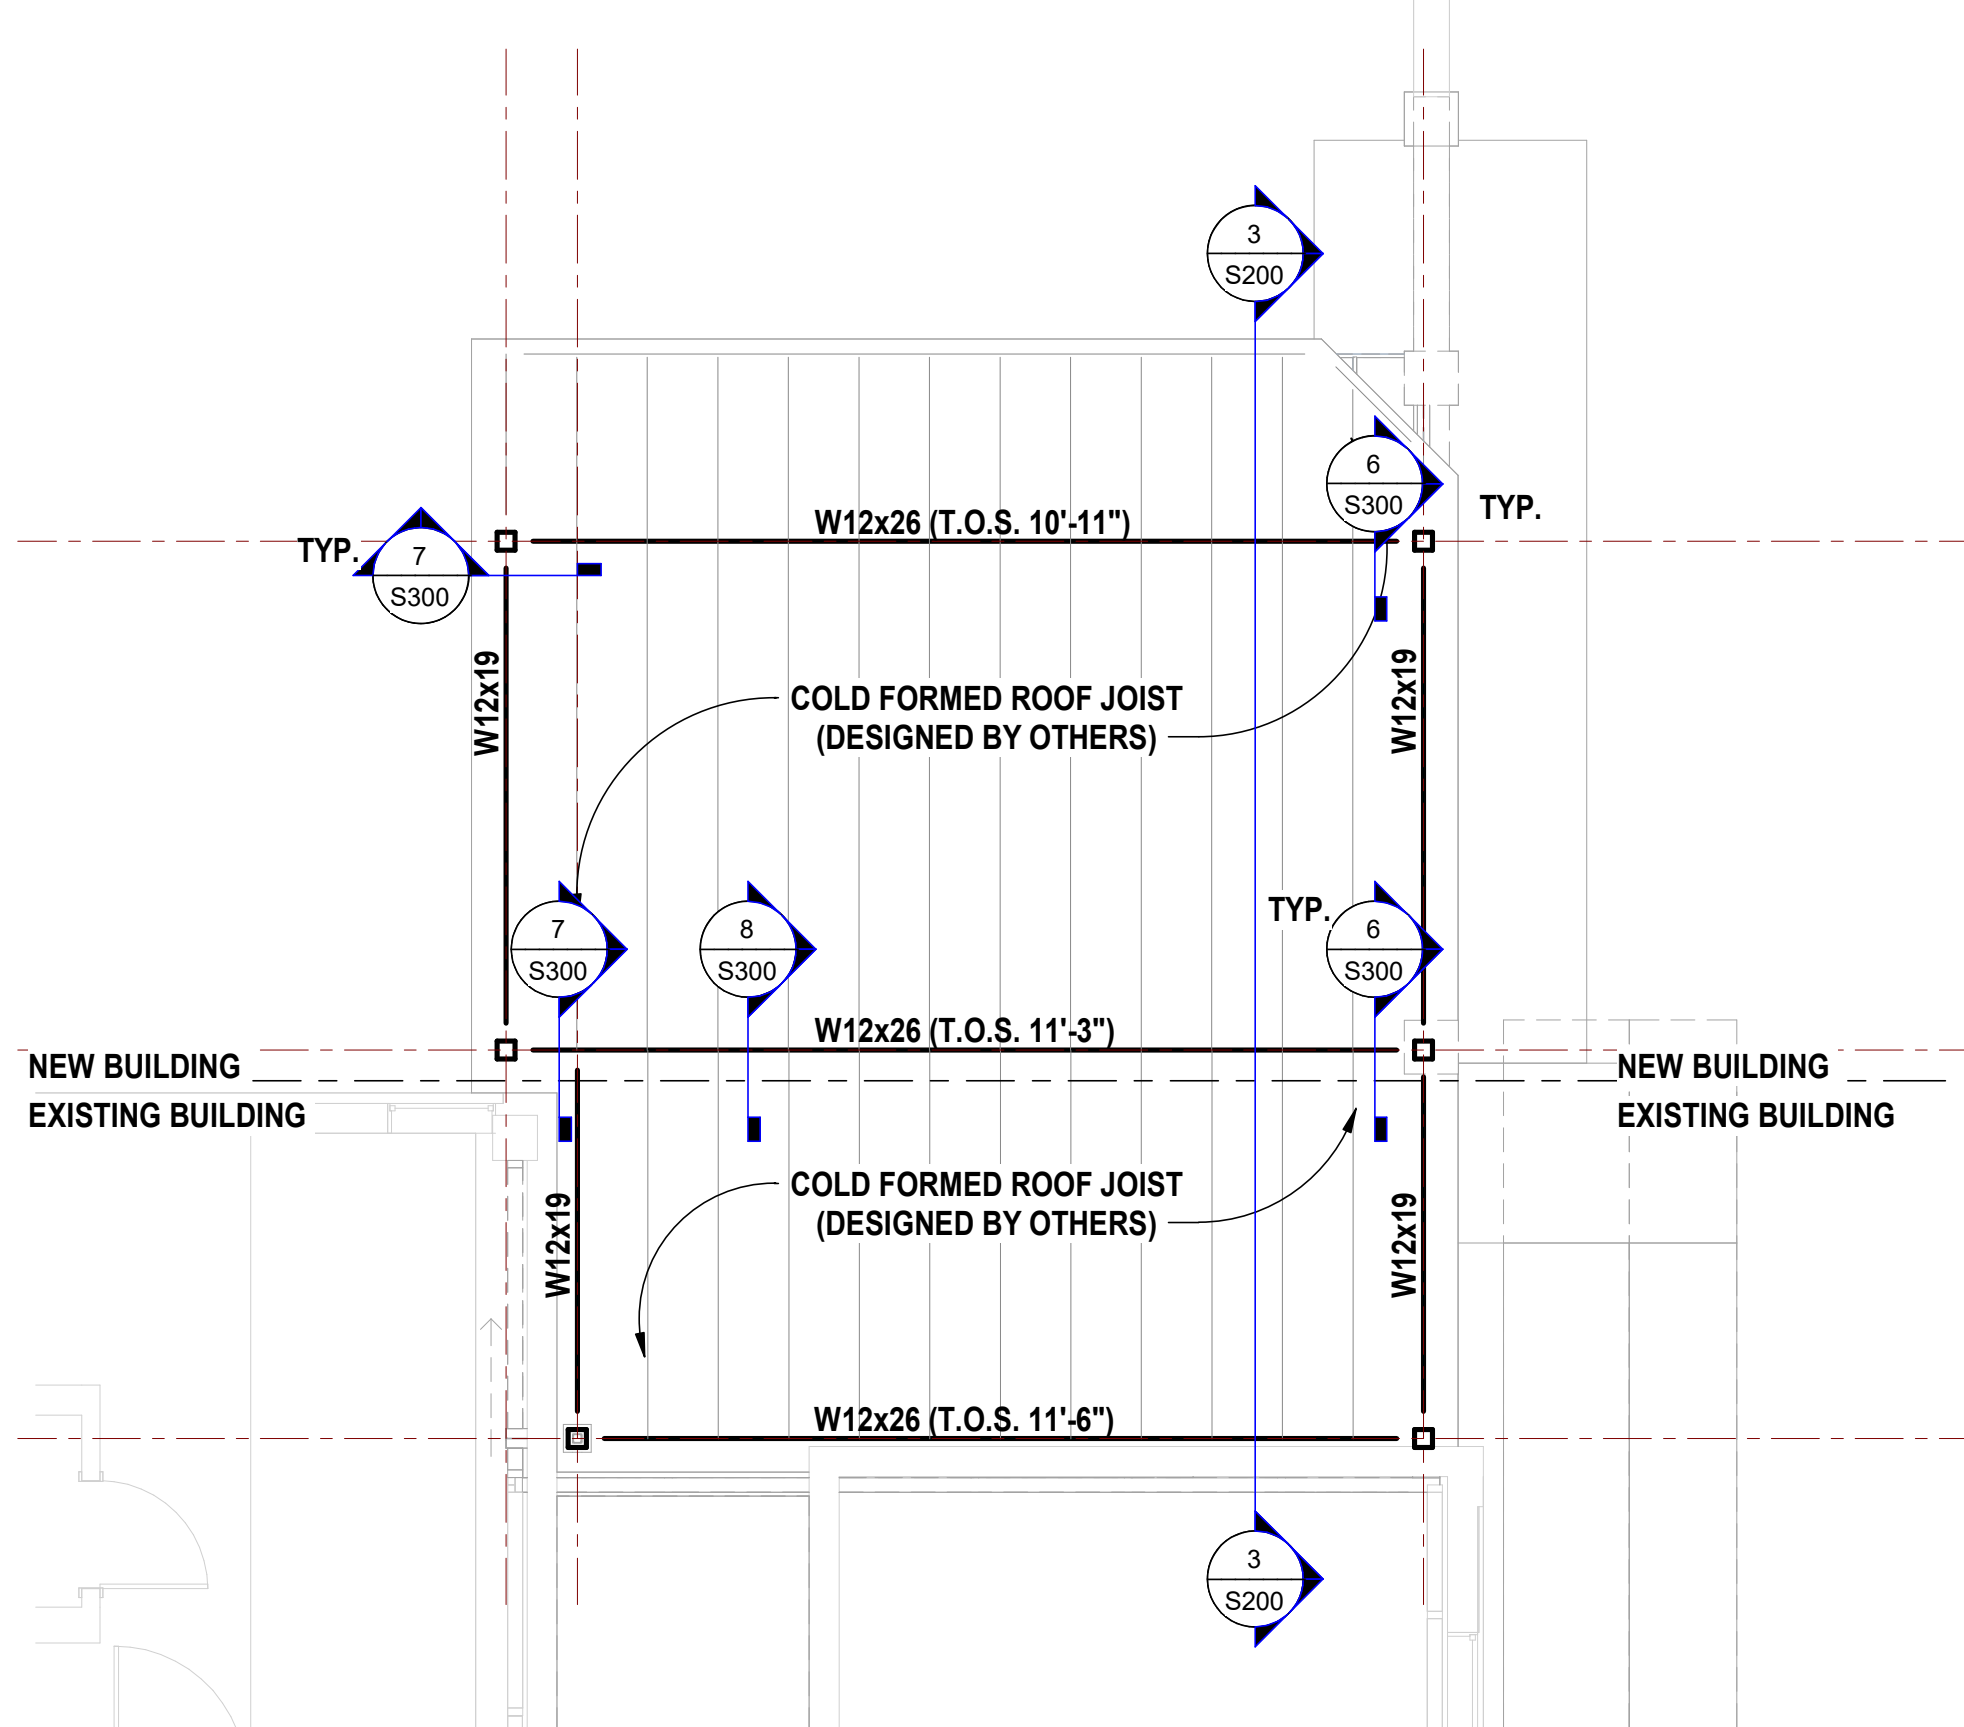 3
S200
6
S300
TYP.
W12x26 (T.O.S. 10'-11")
TYP.
7
S300
W12x19
W12x19
COLD FORMED ROOF JOIST
(DESIGNED BY OTHERS)
TYP.
7
S300
8
S300
6
S300
W12x26 (T.O.S. 11'-3")
NEW BUILDING
EXISTING BUILDING
NEW BUILDING
EXISTING BUILDING
COLD FORMED ROOF JOIST
(DESIGNED BY OTHERS)
W12x19
W12x19
W12x26 (T.O.S. 11'-6")
3
S200